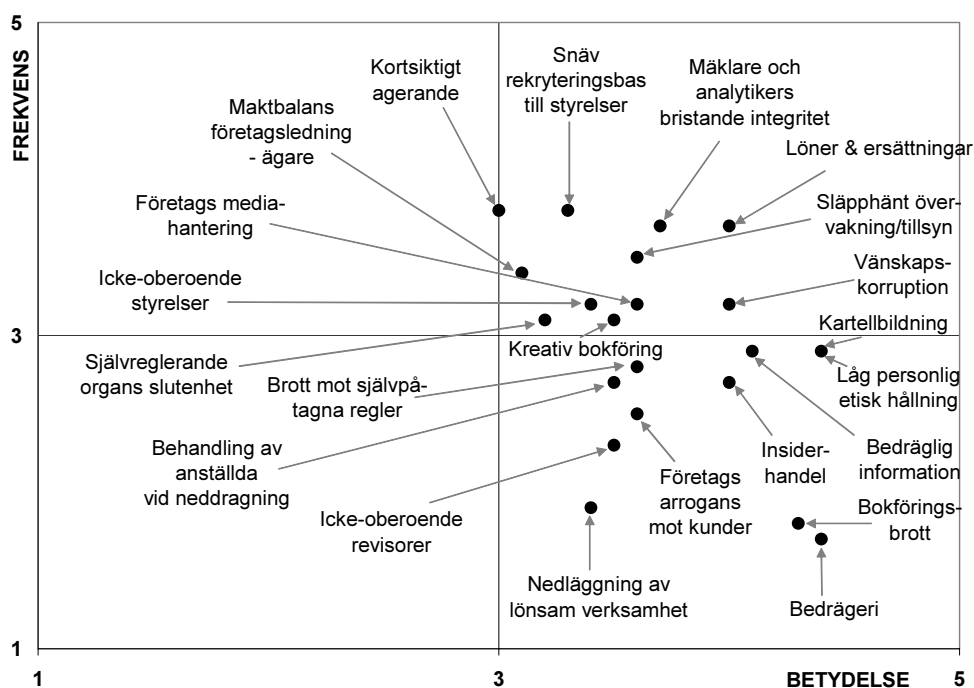 5
FREKVENS
Kortsiktigt
agerande
Snäv
rekryteringsbas
till styrelser
Mäklare och
analytikers
bristande integritet
Maktbalans
företagsledning
- ägare
Löner & ersättningar
Företags media-
hantering
Släpphänt över-
vakning/tillsyn
Icke-oberoende
styrelser
Vänskaps-
korruption
3
Kreativ bokföring
Kartellbildning
Självreglerande
organs slutenhet
Brott mot självpå-
tagna regler
Låg personlig
etisk hållning
Behandling av
anställda
vid neddragning
Insider-
handel
Bedräglig
information
Företags
arrogans
mot kunder
Icke-oberoende
revisorer
Bokförings-
brott
Nedläggning av
lönsam verksamhet
Bedrägeri
1
1
3
BETYDELSE
5